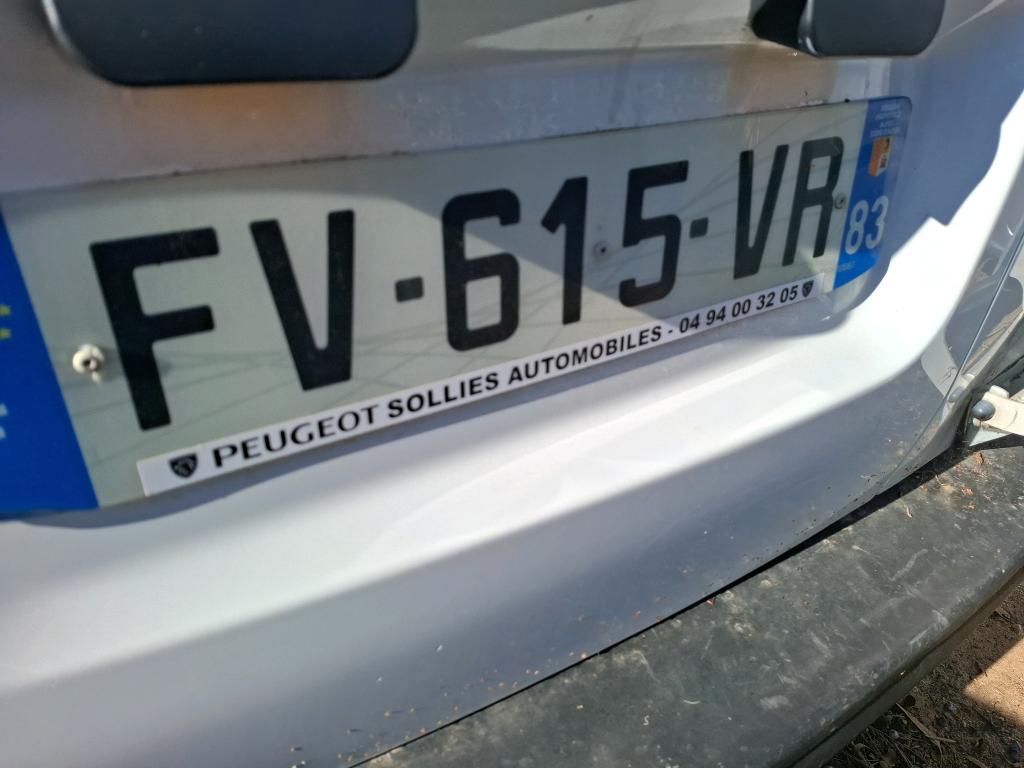 FV-615-VR
83
PEUGEOT SOLLIES AUTOMOBILES - 04 94 00 32 05